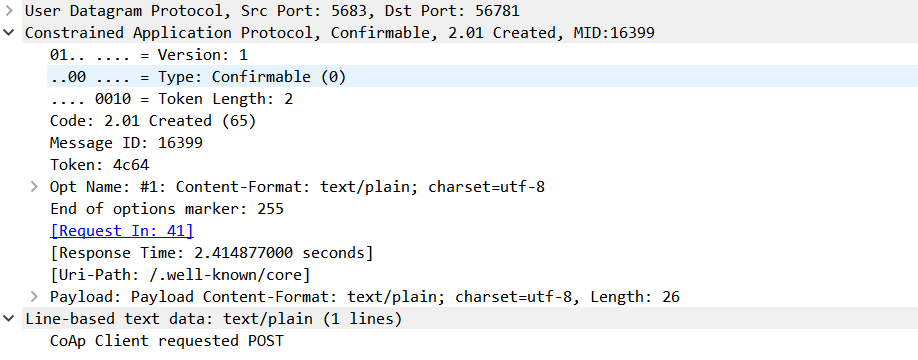 User Datagram Protocol, Src Port: 5683, Dst Port: 56781
Constrained Application Protocol, Confirmable, 2.01 Created, MID:16399
01.. .... = Version: 1
..00 .... = Type: Confirmable (0)
.... 0010 = Token Length: 2
Code: 2.01 Created (65)
Message ID: 16399
Token: 4c64
Opt Name: #1: Content-Format: text/plain; charset=utf-8
End of options marker: 255
[Request In: 41]
[Response Time: 2.414877000 seconds]
[Uri-Path: /.well-known/core]
Payload: Payload Content-Format: text/plain; charset=utf-8, Length: 26
Line-based text data: text/plain (1 lines)
CoAp Client requested POST